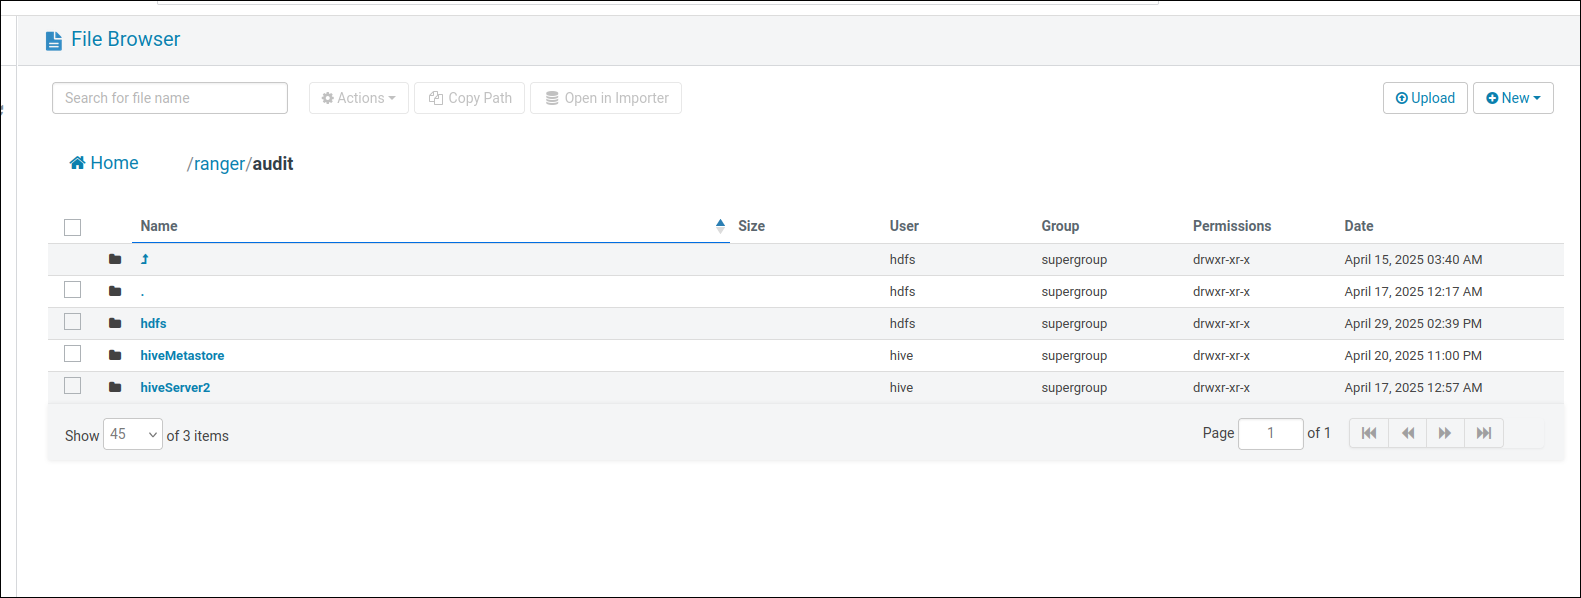 File Browser
Search for file name Actions Copy Path Open in Importer Upload New
Home /ranger/audit
Name Size User Group Permissions Date
hdfs supergroup drwxr-xr-x April 15, 2025 03:40 AM
. hdfs supergroup drwxr-xr-x April 17, 2025 12:17 AM
hdfs hdfs supergroup drwxr-xr-x April 29, 2025 02:39 PM
hiveMetastore hive supergroup drwxr-xr-x April 20, 2025 11:00 PM
hiveServer2 hive supergroup drwxr-xr-x April 17, 2025 12:57 AM
Show 45 of 3 items Page 1 of 1